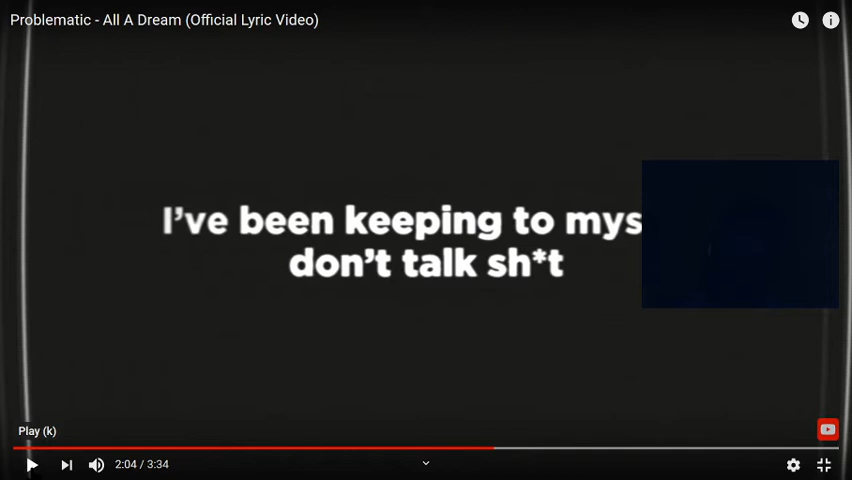 Problematic - All A Dream (Official Lyric Video)
I've been keeping to mys
don't talk sh*t
Play (k)
2:04 / 3:34